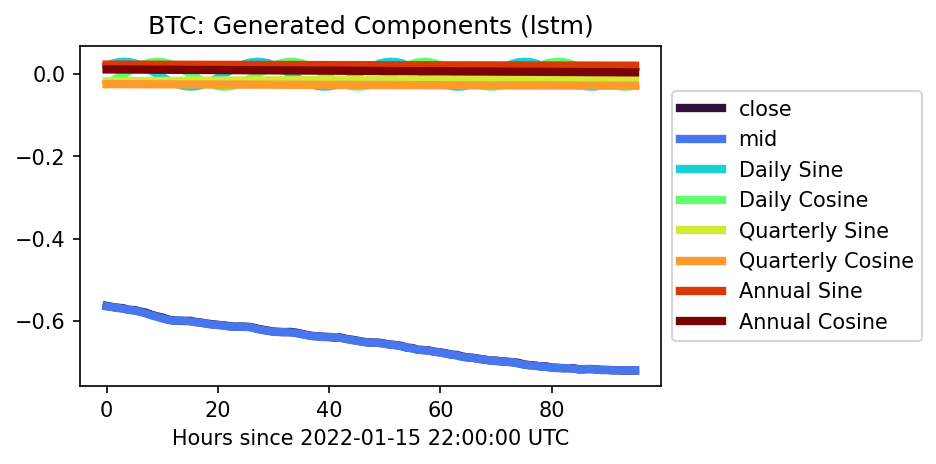 BTC: Generated Components (lstm)
0.0
−0.2
−0.4
−0.6
0
20
40
60
80
Hours since 2022-01-15 22:00:00 UTC
close
mid
Daily Sine
Daily Cosine
Quarterly Sine
Quarterly Cosine
Annual Sine
Annual Cosine